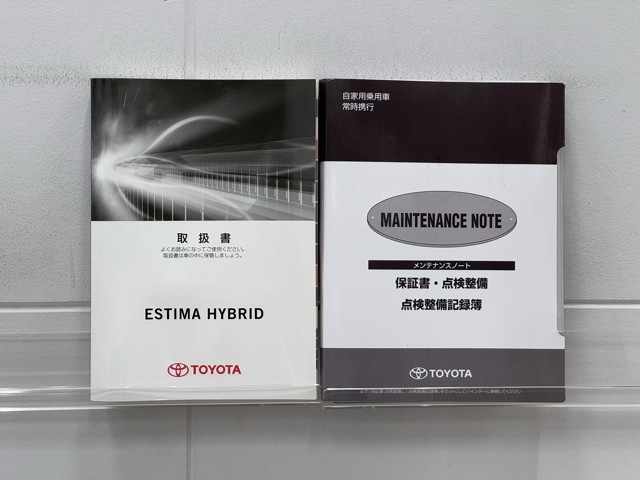 取扱書
よくお読みになってご使用ください。
取扱書は車の中に保管しましょう。
ESTIMA HYBRID
TOYOTA
自家用乗用車
常時携行
MAINTENANCE NOTE
メンテナンスノート
保証書・点検整備
点検整備記録簿
TOYOTA